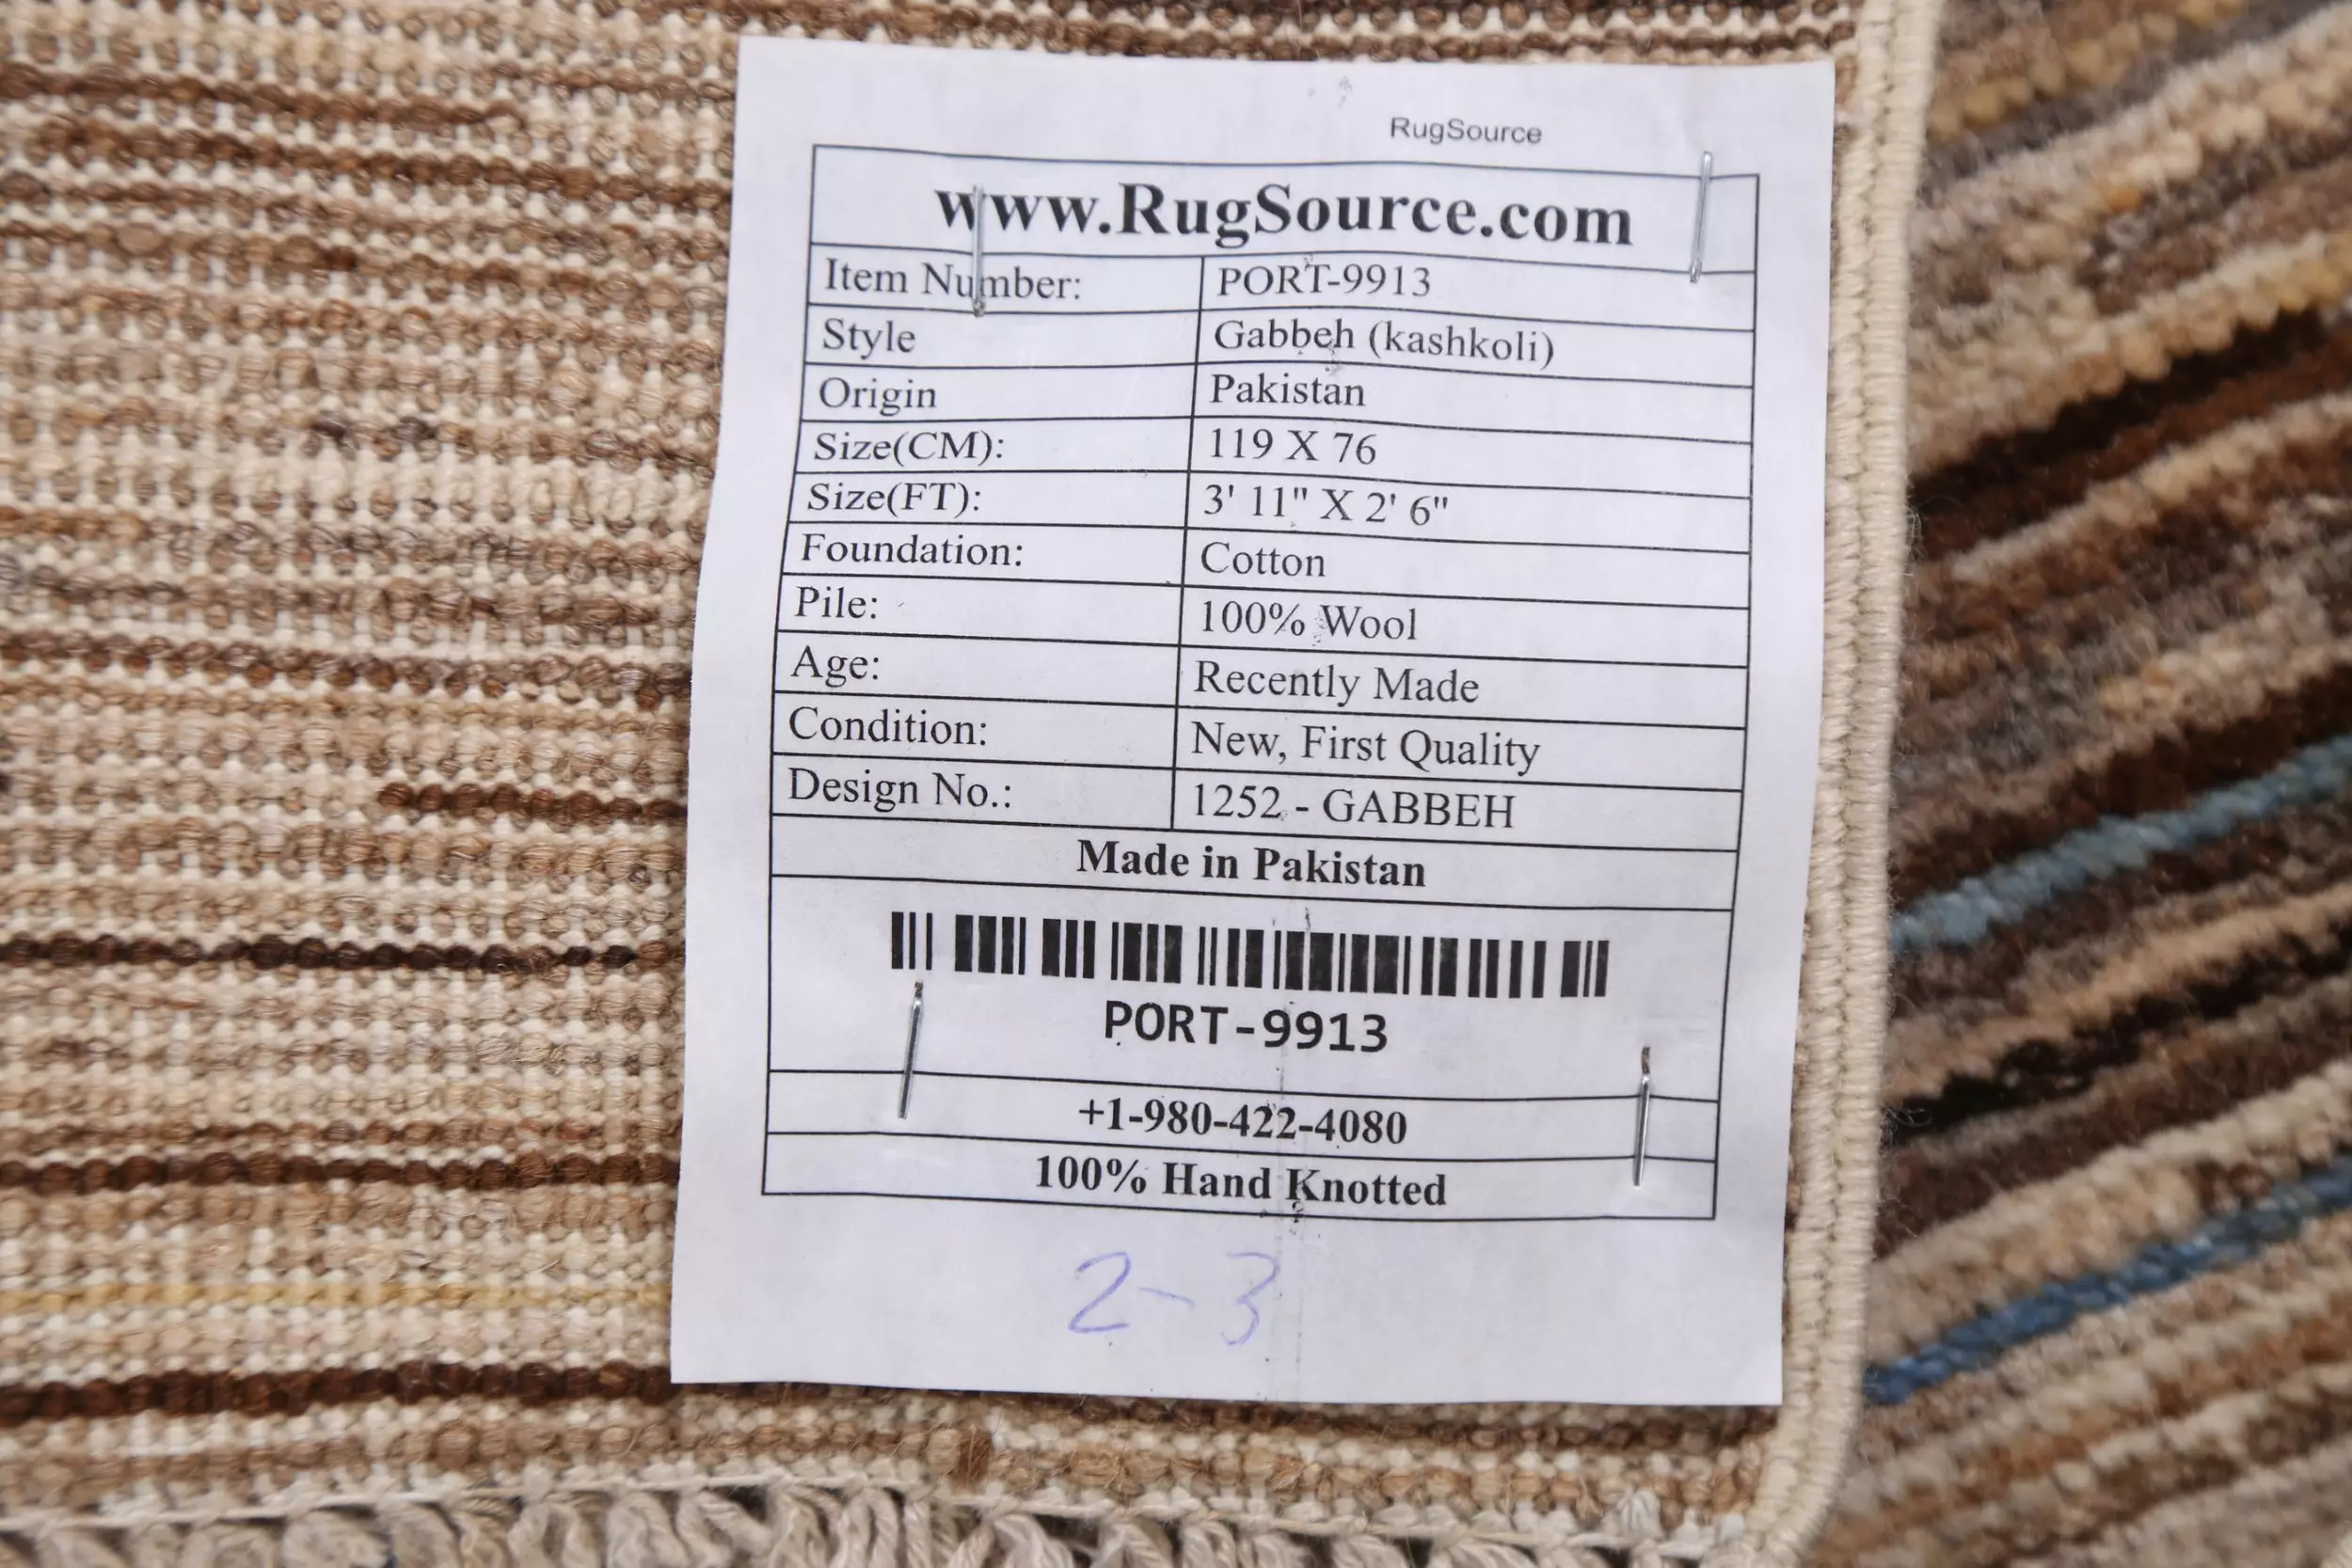 RugSource
www.RugSource.com
Item Number: PORT-9913
Style Gabbeh (kashkoli)
Origin Pakistan
Size(CM): 119 X 76
Size(FT): 3' 11" X 2' 6"
Foundation: Cotton
Pile: 100% Wool
Age: Recently Made
Condition: New, First Quality
Design No.: 1252 - GABBEH
Made in Pakistan
PORT-9913
+1-980-422-4080
100% Hand Knotted
2-3